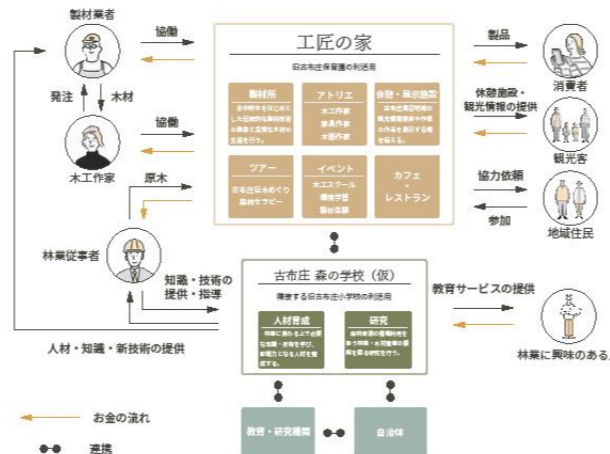 製材業者
協働
工匠の家
旧古布庄保育園の利活用
製品
消費者
発注
木材
製材所
アトリエ
木工作家
家具作家
木彫作家
休憩・展示施設
休憩施設・
観光情報の提供
協働
木工作家
観光客
原木
ツアー
古布庄巨木めぐり
森林セラピー
イベント
木工スクール
環境学習
製材体験
カフェ
・
レストラン
協力依頼
参加
地域住民
林業従事者
知識・技術の
提供・指導
古布庄 森の学校（仮）
隣接する旧古布庄小学校の利活用
教育サービスの提供
人材育成
研究
林業に興味のある人
人材・知識・新技術の提供
お金の流れ
連携
教育・研究機関
自治体